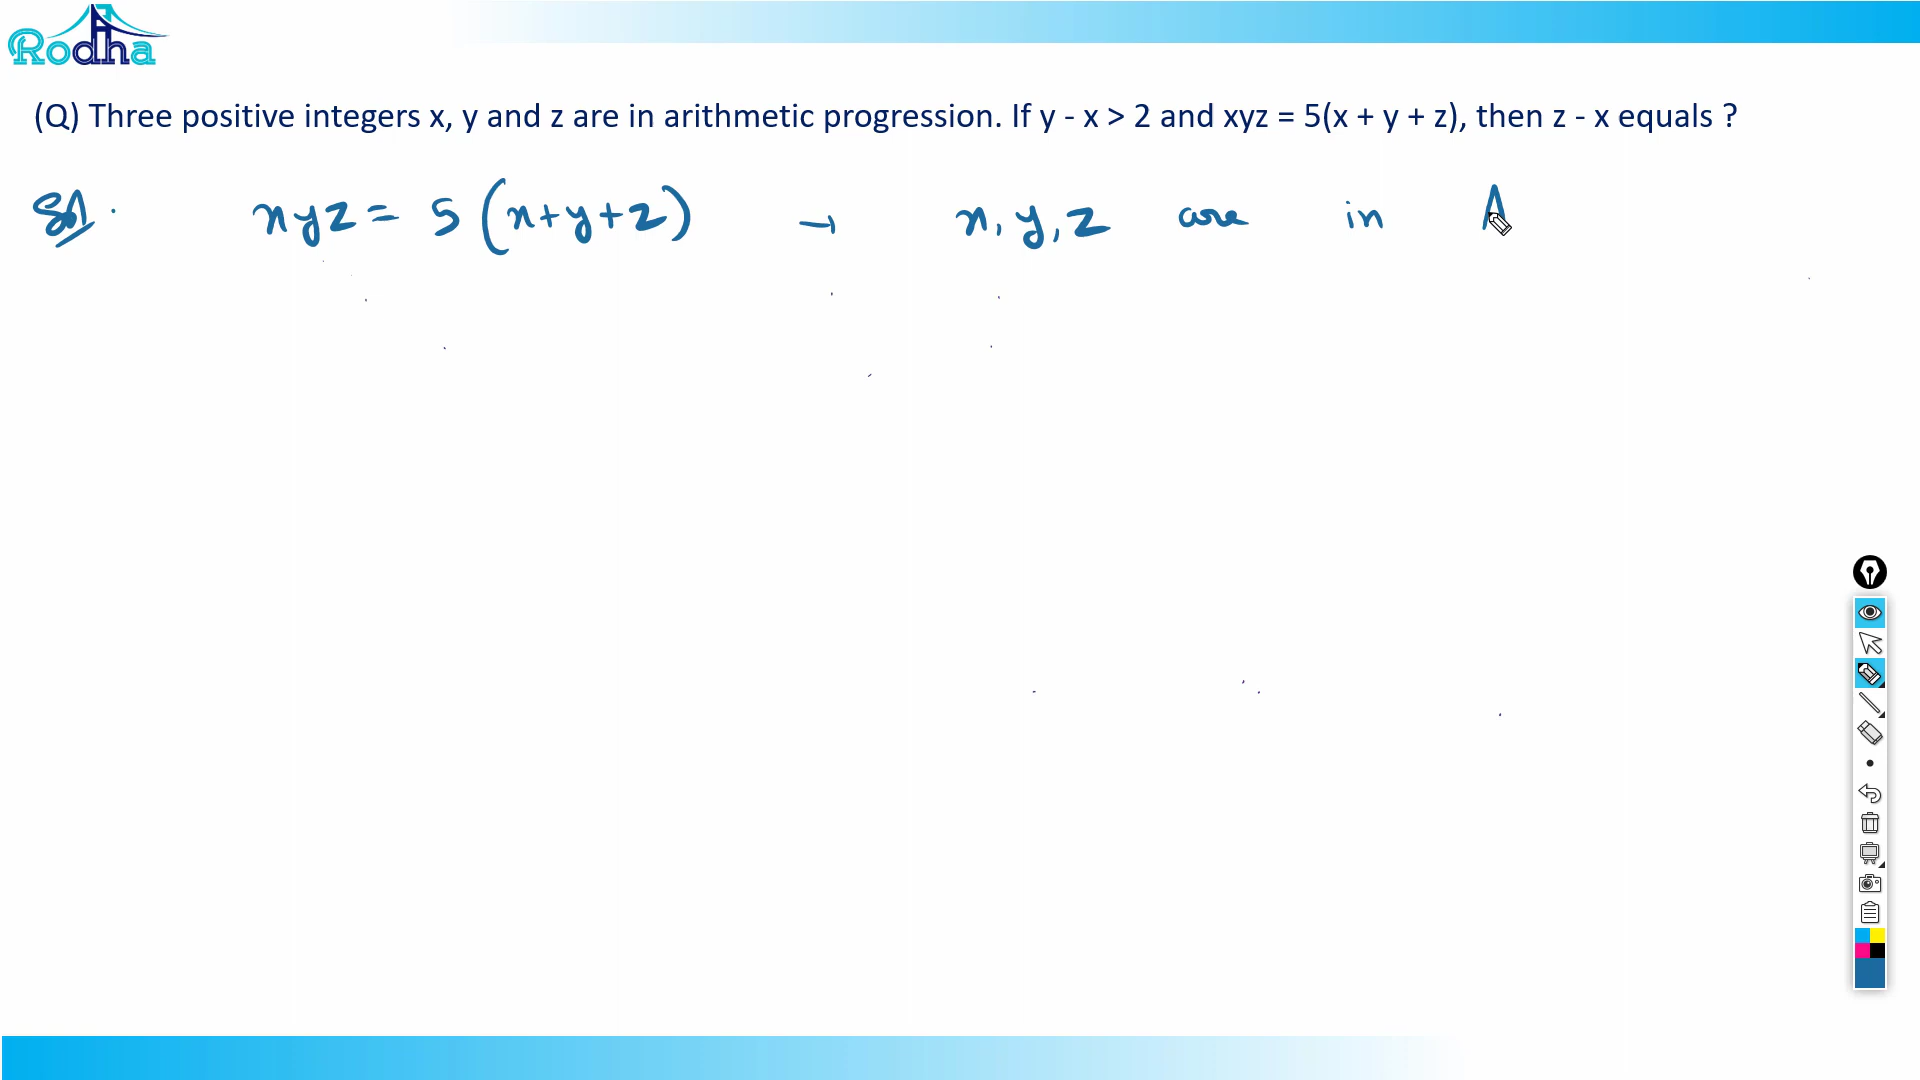 Rodha
(Q) Three positive integers x, y and z are in arithmetic progression. If y - x > 2 and xyz = 5(x + y + z), then z - x equals ?
Sol. xyz = 5 (x+y+z) → x, y, z are in A